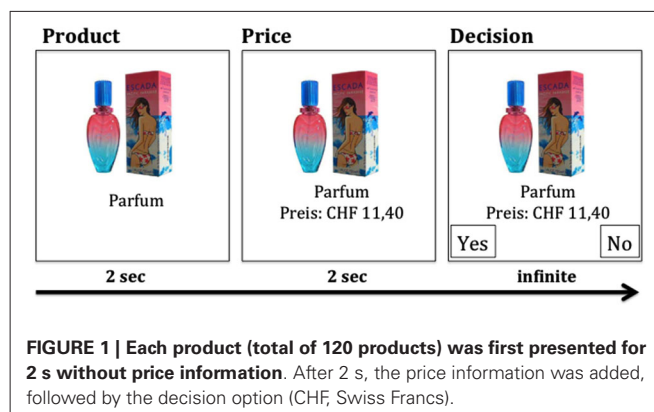 Product
Price
Decision
ESCADA
ESCADA
ESCADA
Parfum
Parfum
Preis: CHF 11,40
Parfum
Preis: CHF 11,40
Yes
No
2 sec
2 sec
infinite
FIGURE 1 | Each product (total of 120 products) was first presented for
2 s without price information. After 2 s, the price information was added,
followed by the decision option (CHF, Swiss Francs).